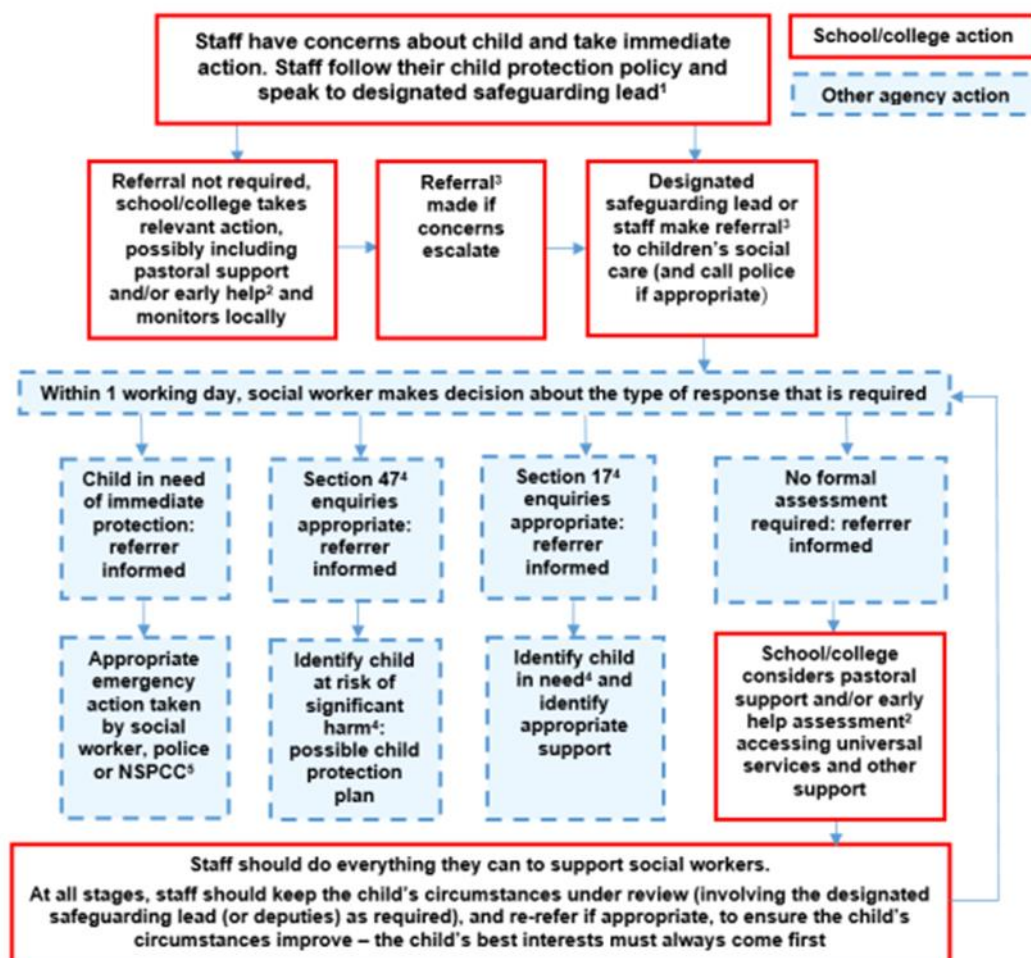 Staff have concerns about child and take immediate
action. Staff follow their child protection policy and
speak to designated safeguarding lead¹
School/college action
Other agency action
Referral not required,
school/college takes
relevant action,
possibly including
pastoral support
and/or early help² and
monitors locally
Referral³
made if
concerns
escalate
Designated
safeguarding lead or
staff make referral³
to children’s social
care (and call police
if appropriate)
Within 1 working day, social worker makes decision about the type of response that is required
Child in need
of immediate
protection:
referrer
informed
Section 47⁴
enquiries
appropriate:
referrer
informed
Section 17⁴
enquiries
appropriate:
referrer
informed
No formal
assessment
required: referrer
informed
Appropriate
emergency
action taken
by social
worker, police
or NSPCC⁵
Identify child
at risk of
significant
harm⁴:
possible child
protection
plan
Identify child
in need⁴ and
identify
appropriate
support
School/college
considers pastoral
support and/or early
help assessment²
accessing universal
services and other
support
Staff should do everything they can to support social workers.
At all stages, staff should keep the child’s circumstances under review (involving the designated
safeguarding lead (or deputies) as required), and re-refer if appropriate, to ensure the child’s
circumstances improve – the child’s best interests must always come first